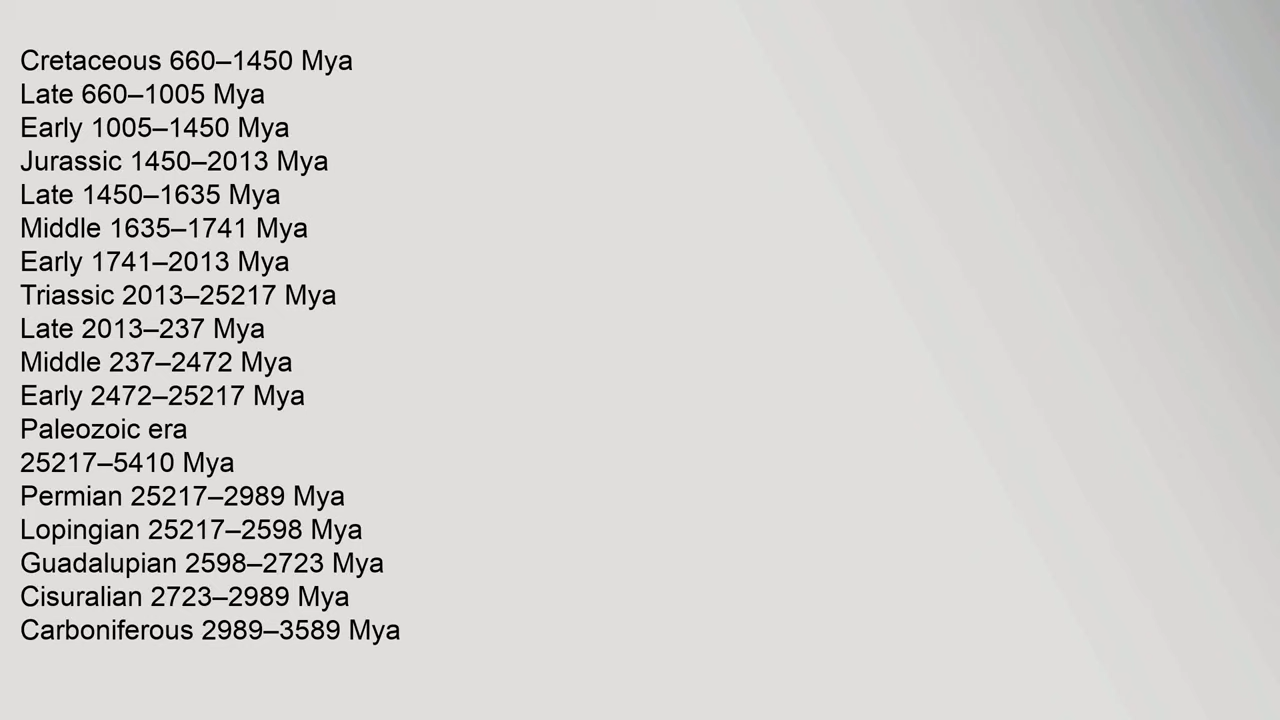 Cretaceous 660–1450 Mya
Late 660–1005 Mya
Early 1005–1450 Mya
Jurassic 1450–2013 Mya
Late 1450–1635 Mya
Middle 1635–1741 Mya
Early 1741–2013 Mya
Triassic 2013–25217 Mya
Late 2013–237 Mya
Middle 237–2472 Mya
Early 2472–25217 Mya
Paleozoic era
25217–5410 Mya
Permian 25217–2989 Mya
Lopingian 25217–2598 Mya
Guadalupian 2598–2723 Mya
Cisuralian 2723–2989 Mya
Carboniferous 2989–3589 Mya